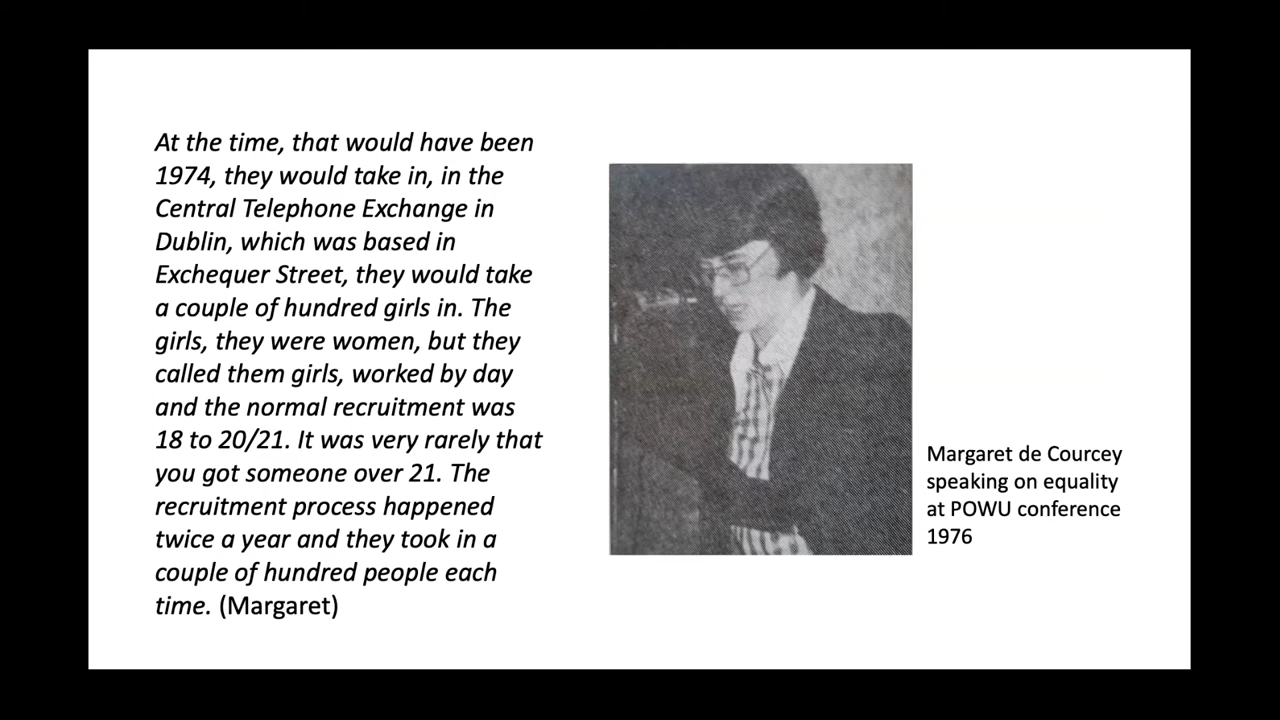 At the time, that would have been
1974, they would take in, in the
Central Telephone Exchange in
Dublin, which was based in
Exchequer Street, they would take
a couple of hundred girls in. The
girls, they were women, but they
called them girls, worked by day
and the normal recruitment was
18 to 20/21. It was very rarely that
you got someone over 21. The
recruitment process happened
twice a year and they took in a
couple of hundred people each
time. (Margaret)
Margaret de Courcey
speaking on equality
at POWU conference
1976